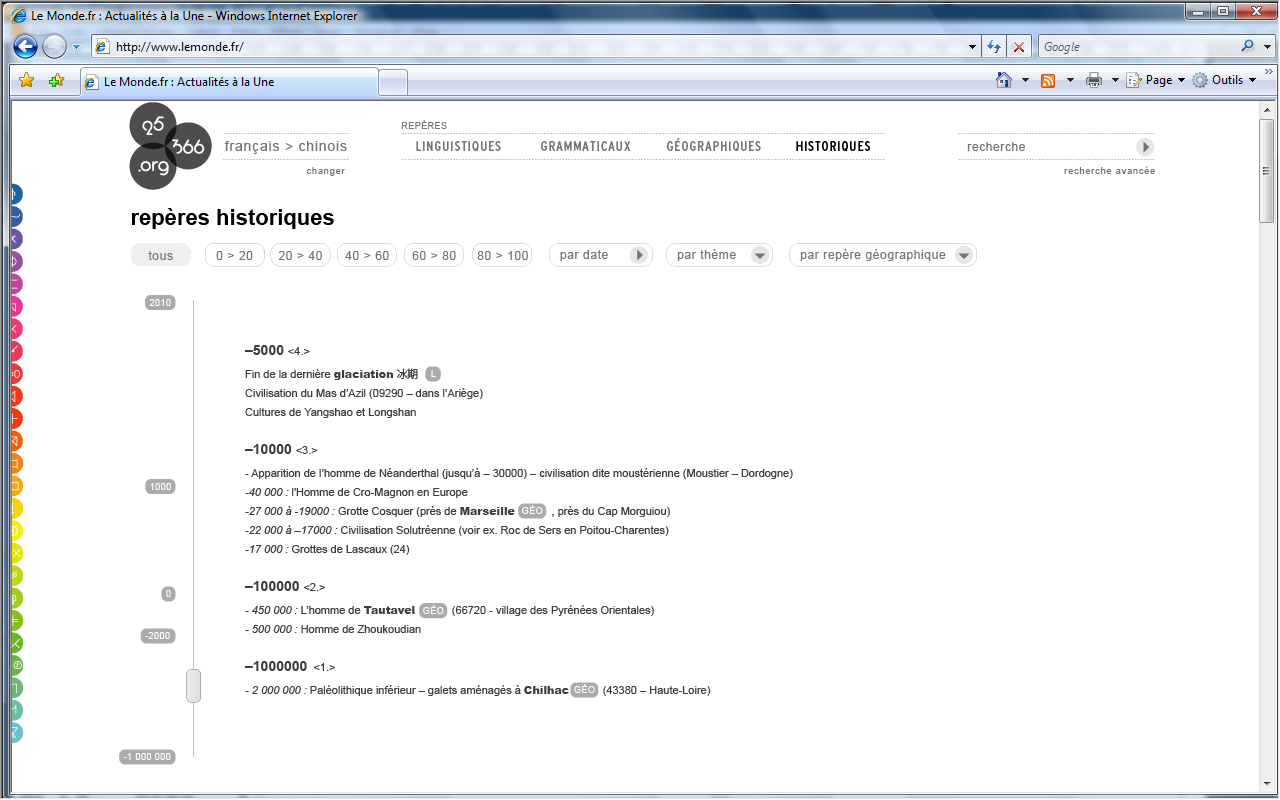 Le Monde.fr : Actualités à la Une - Windows Internet Explorer
http://www.lemonde.fr/
Google
Le Monde.fr : Actualités à la Une
Page
Outils
95
366
.org
français > chinois
changer
REPÈRES
LINGUISTIQUES GRAMMATICAUX GÉOGRAPHIQUES HISTORIQUES
recherche
recherche avancée
repères historiques
tous 0 > 20 20 > 40 40 > 60 60 > 80 80 > 100 par date par thème par repère géographique
2010
–5000 <4.>
Fin de la dernière glaciation 冰期 L
Civilisation du Mas d’Azil (09290 – dans l’Ariège)
Cultures de Yangshao et Longshan
–10000 <3.>
- Apparition de l’homme de Néanderthal (jusqu’à – 30000) – civilisation dite moustérienne (Moustier – Dordogne)
1000
-40 000 : l'Homme de Cro-Magnon en Europe
-27 000 à -19000 : Grotte Cosquer (près de Marseille GÉO , près du Cap Morguiou)
-22 000 à –17000 : Civilisation Solutréenne (voir ex. Roc de Sers en Poitou-Charentes)
-17 000 : Grottes de Lascaux (24)
–100000 <2.>
0
- 450 000 : L’homme de Tautavel GÉO (66720 - village des Pyrénées Orientales)
- 500 000 : Homme de Zhoukoudian
-2000
–1000000 <1.>
- 2 000 000 : Paléolithique inférieur – galets aménagés à Chilhac GÉO (43380 – Haute-Loire)
-1 000 000